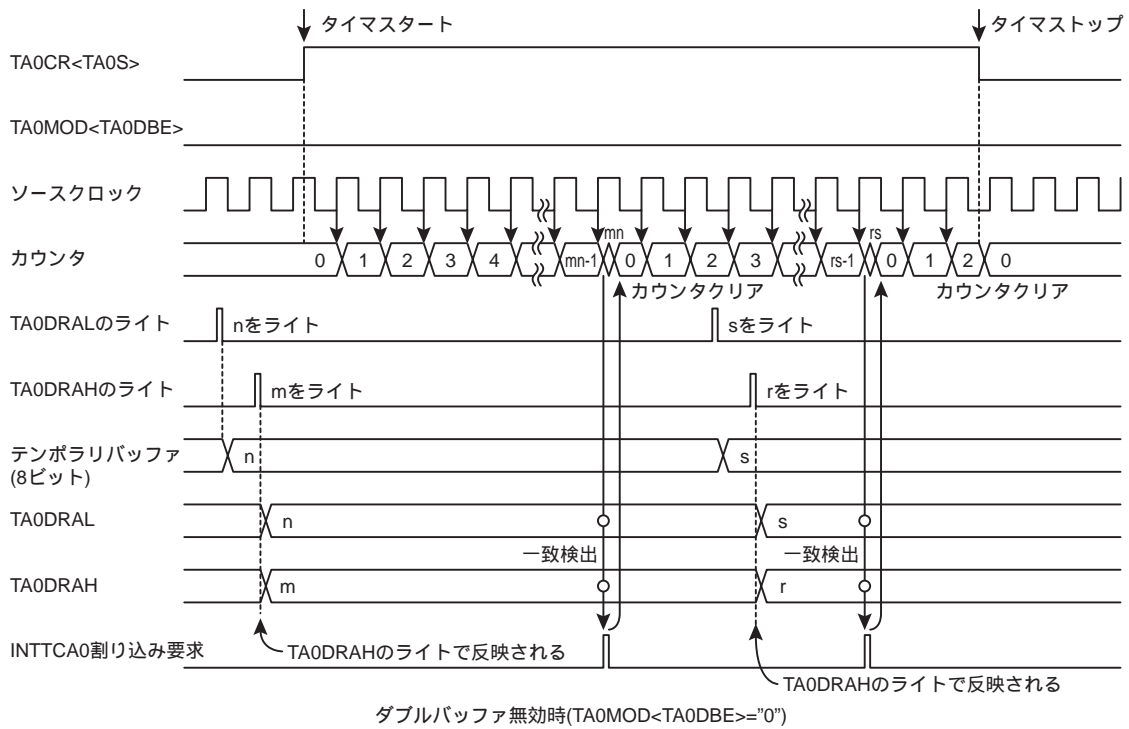 タイマスタート
タイマストップ
TA0CR<TA0S>
TA0MOD<TA0DBE>
ソースクロック
カウンタ
0 1 2 3 4 mn-1 mn 0 1 2 3 rs-1 rs 0 1 2 0
カウンタクリア
カウンタクリア
TA0DRALのライト
nをライト
sをライト
TA0DRAHのライト
mをライト
rをライト
テンポラリバッファ
(8ビット)
n
s
TA0DRAL
n
s
一致検出
一致検出
TA0DRAH
m
r
INTTCA0割り込み要求
TA0DRAHのライトで反映される
TA0DRAHのライトで反映される
ダブルバッファ無効時(TA0MOD<TA0DBE>=”0”)